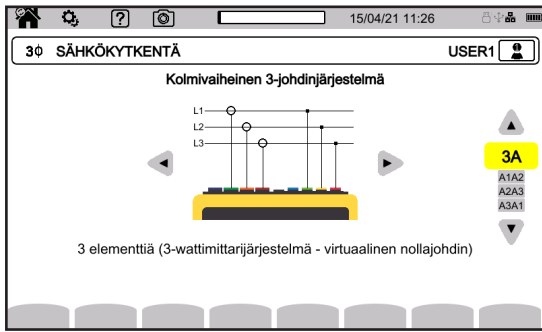 15/04/21 11:26
3Φ SÄHKÖKYTKENTÄ USER1
Kolmivaiheinen 3-johdinjärjestelmä
L1
L2
L3
3A
A1A2
A2A3
A3A1
3 elementtiä (3-wattimittarijärjestelmä - virtuaalinen nollajohdin)